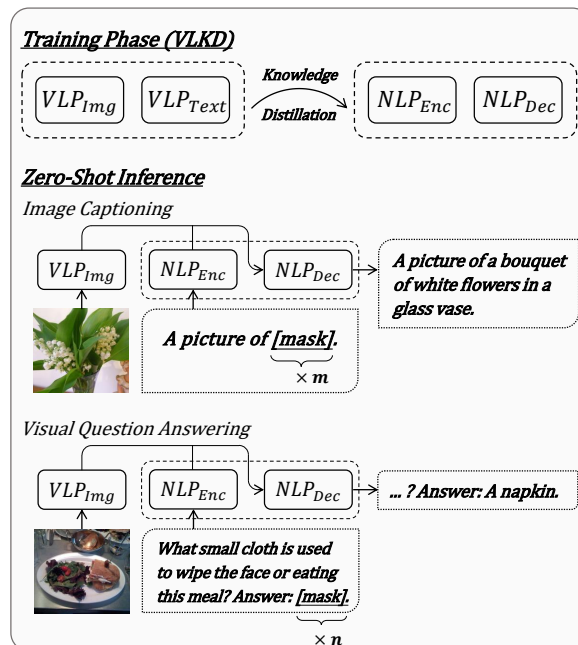 Training Phase (VLKD)
VLP_Img VLP_Text Knowledge Distillation NLP_Enc NLP_Dec
Zero-Shot Inference
Image Captioning
VLP_Img NLP_Enc NLP_Dec
A picture of a bouquet
of white flowers in a
glass vase.
A picture of [mask].
× m
Visual Question Answering
VLP_Img NLP_Enc NLP_Dec
... ? Answer: A napkin.
What small cloth is used
to wipe the face or eating
this meal? Answer: [mask].
× n